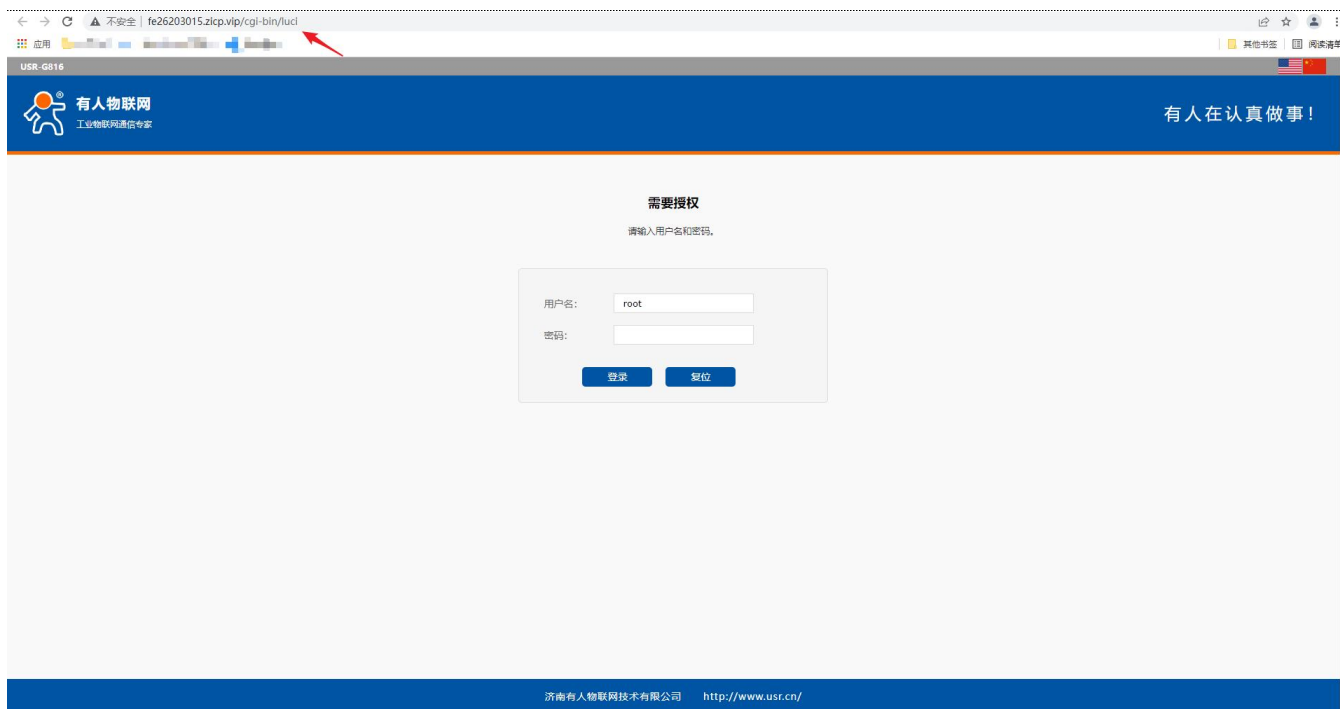 不安全 | fe26203015.zicp.vip/cgi-bin/luci
应用
其他书签
阅读清单
USR-G816
有人物联网
工业物联网通信专家
有人在认真做事!
需要授权
请输入用户名和密码。
用户名: root
密码:
登录 复位
济南有人物联网技术有限公司 http://www.usr.cn/